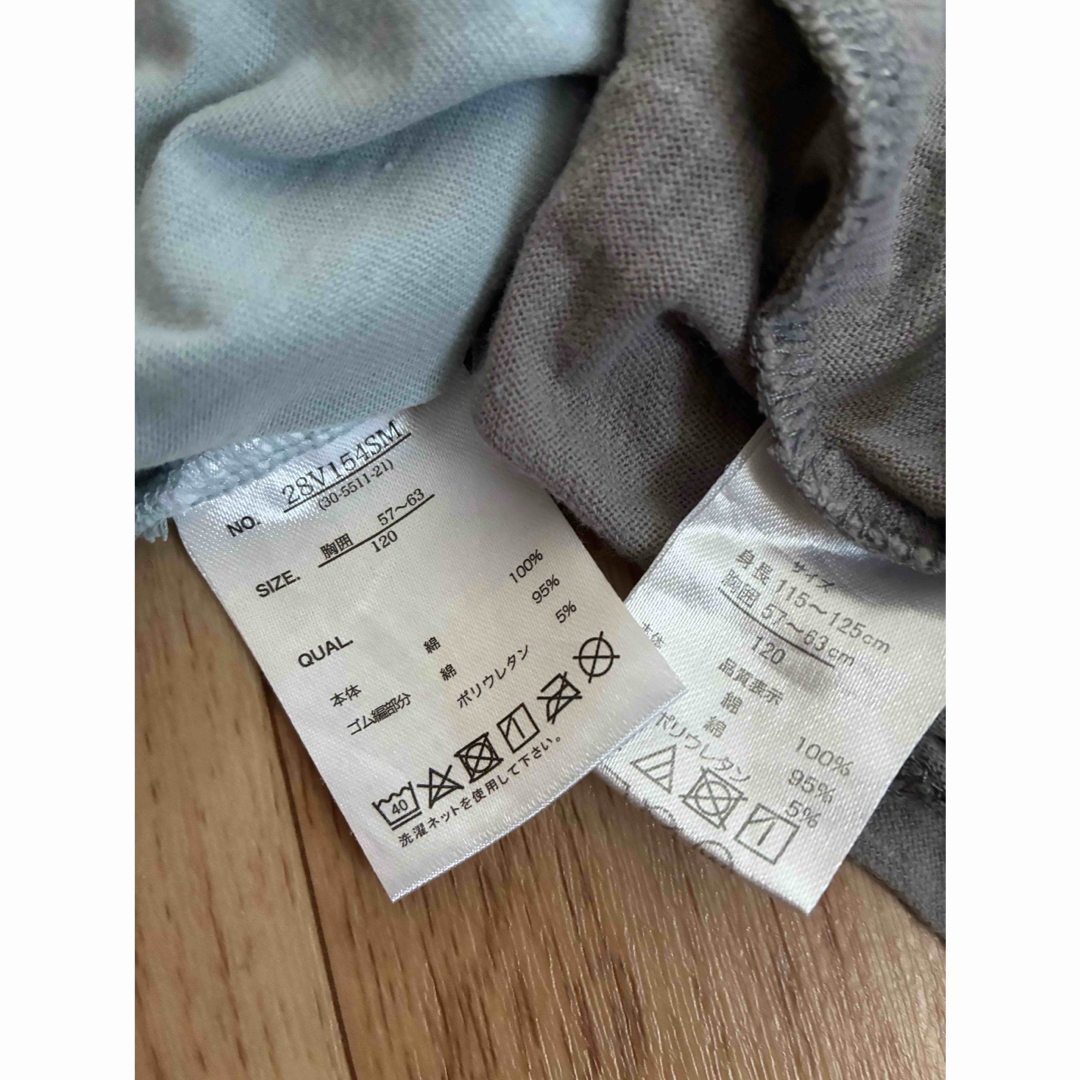 NO. 28V154SM
(30-5511-21)
SIZE. 胸囲 57～63
120
QUAL.
本体 綿 100%
ゴム編部分 綿 95%
ポリウレタン 5%
40
洗濯ネットを使用して下さい。
サイズ
身長 115～125cm
胸囲 57～63cm
120
品質表示
本体 綿 100%
綿 95%
ポリウレタン 5%